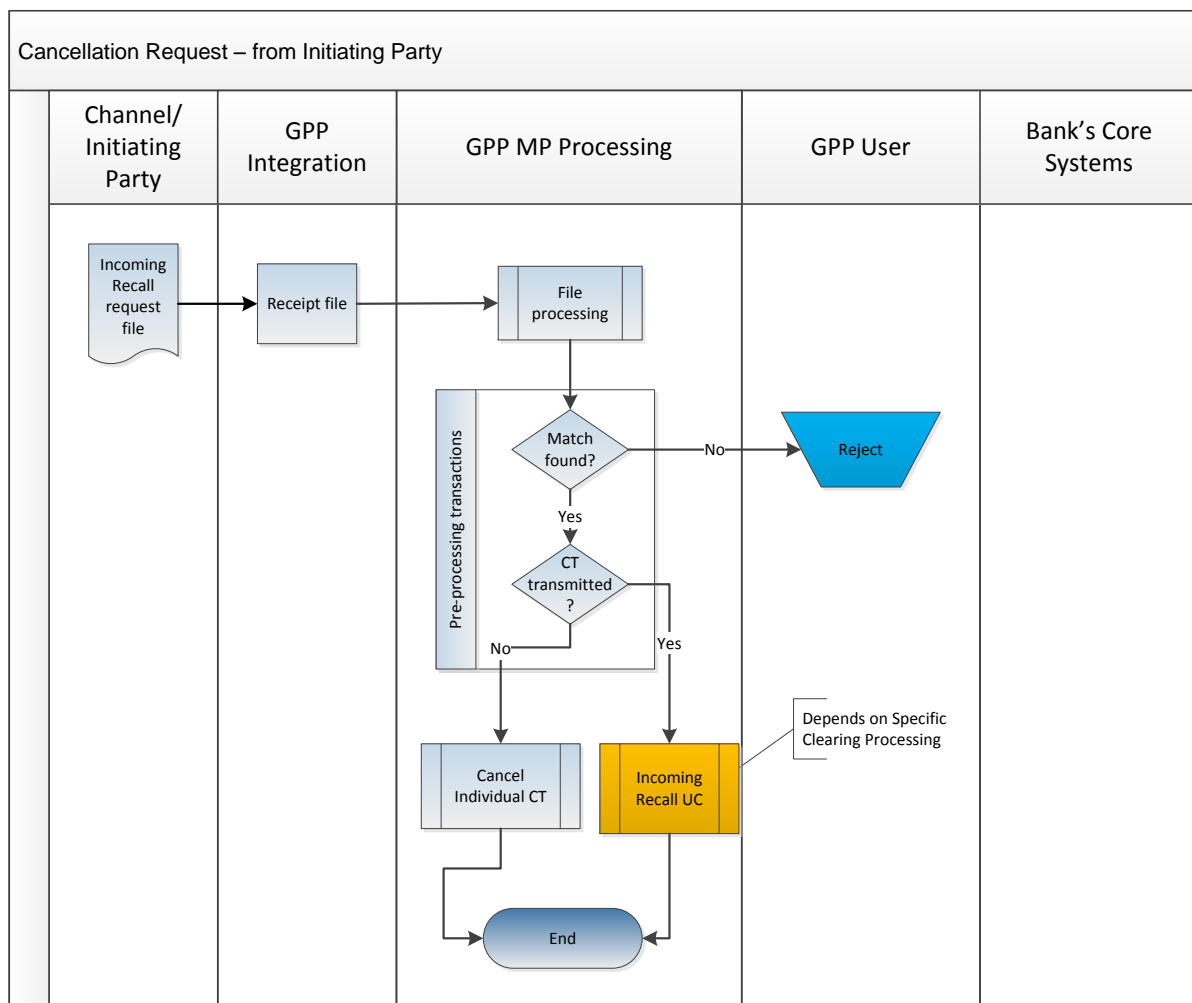 Cancellation Request – from Initiating Party
Channel/
Initiating
Party
GPP
Integration
GPP MP Processing
GPP User
Bank's Core
Systems
Incoming
Recall
request
file
Receipt file
File
processing
Pre-processing transactions
Match
found?
No
Reject
Yes
CT
transmitted
?
No
Yes
Depends on Specific
Clearing Processing
Cancel
Individual CT
Incoming
Recall UC
End